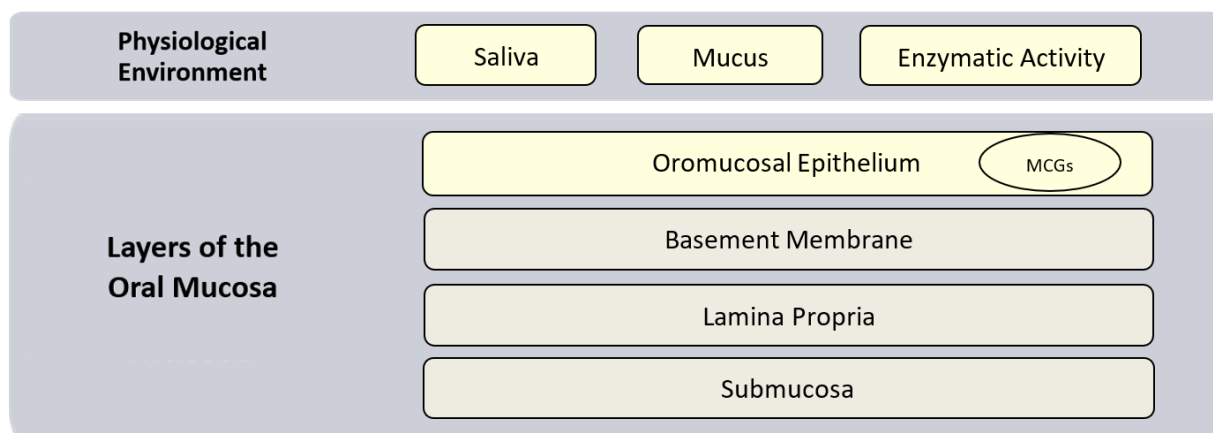 Physiological
Environment
Saliva
Mucus
Enzymatic Activity
Oromucosal Epithelium
MCGs
Basement Membrane
Layers of the
Oral Mucosa
Lamina Propria
Submucosa